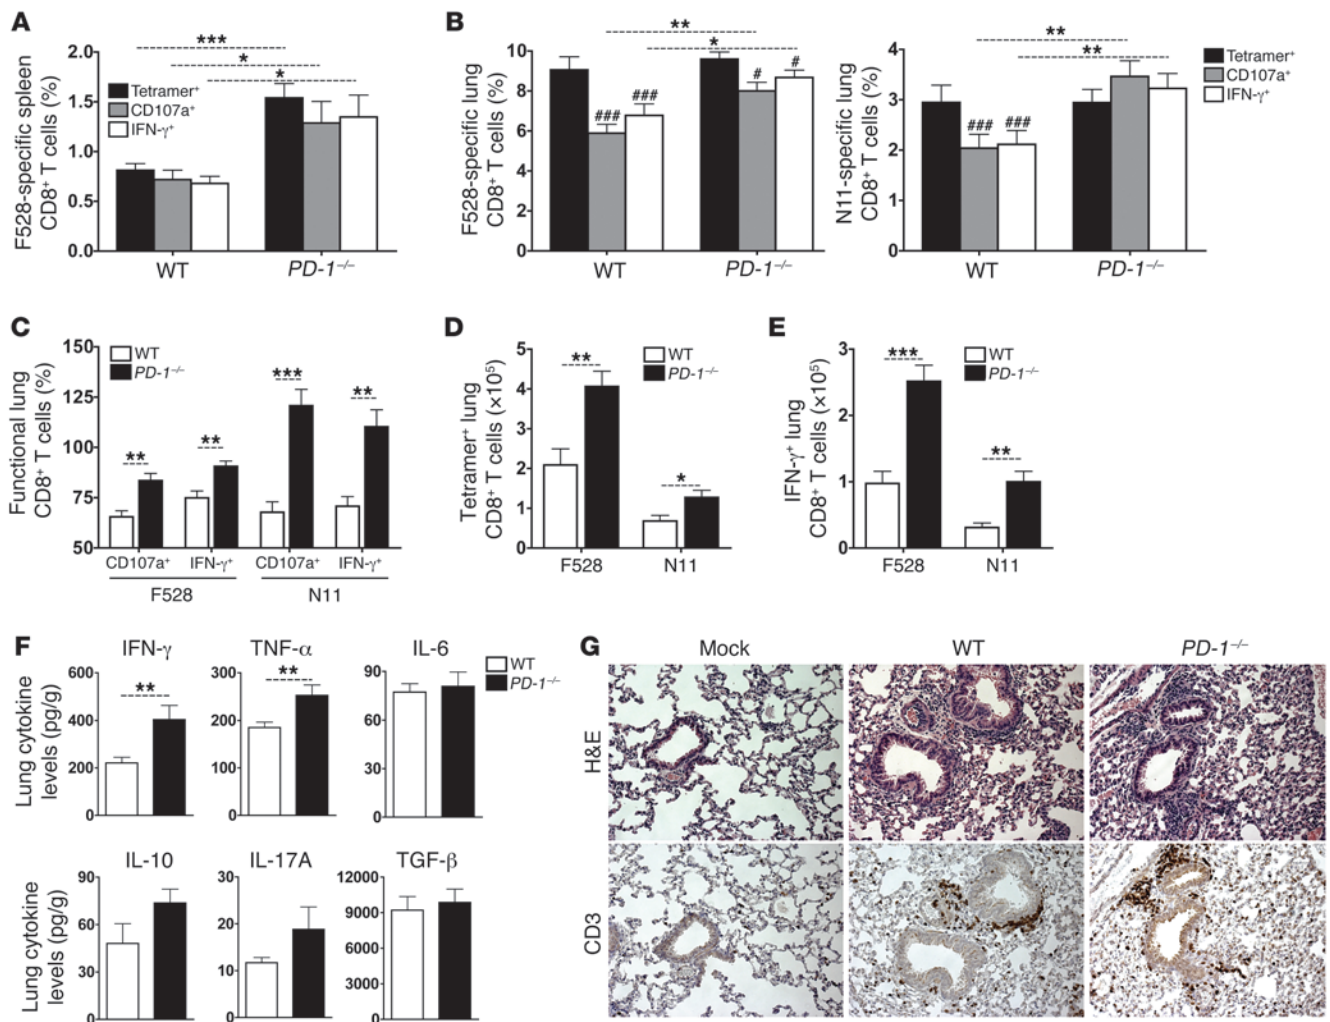 A
F528-specific spleen
CD8⁺ T cells (%)
2.0
1.5
1.0
0.5
0.0
***
*
*
Tetramer⁺
CD107a⁺
IFN-γ⁺
WT
PD-1⁻/⁻
B
F528-specific lung
CD8⁺ T cells (%)
10
8
6
4
2
0
**
*
###
###
#
#
WT
PD-1⁻/⁻
N11-specific lung
CD8⁺ T cells (%)
4
3
2
1
0
**
**
###
###
WT
PD-1⁻/⁻
Tetramer⁺
CD107a⁺
IFN-γ⁺
C
Functional lung
CD8⁺ T cells (%)
150
125
100
75
50
WT
PD-1⁻/⁻
**
**
***
**
CD107a⁺ IFN-γ⁺ CD107a⁺ IFN-γ⁺
F528 N11
D
Tetramer⁺ lung
CD8⁺ T cells (×10⁵)
5
4
3
2
1
0
**
*
WT
PD-1⁻/⁻
F528 N11
E
IFN-γ⁺ lung
CD8⁺ T cells (×10⁵)
3
2
1
0
***
**
WT
PD-1⁻/⁻
F528 N11
F
Lung cytokine
levels (pg/g)
IFN-γ
600
400
200
0
**
TNF-α
300
200
100
0
**
IL-6
90
60
30
0
WT
PD-1⁻/⁻
Lung cytokine
levels (pg/g)
IL-10
90
60
30
0
IL-17A
30
20
10
0
TGF-β
12000
9000
6000
3000
0
G
Mock WT PD-1⁻/⁻
H&E
CD3